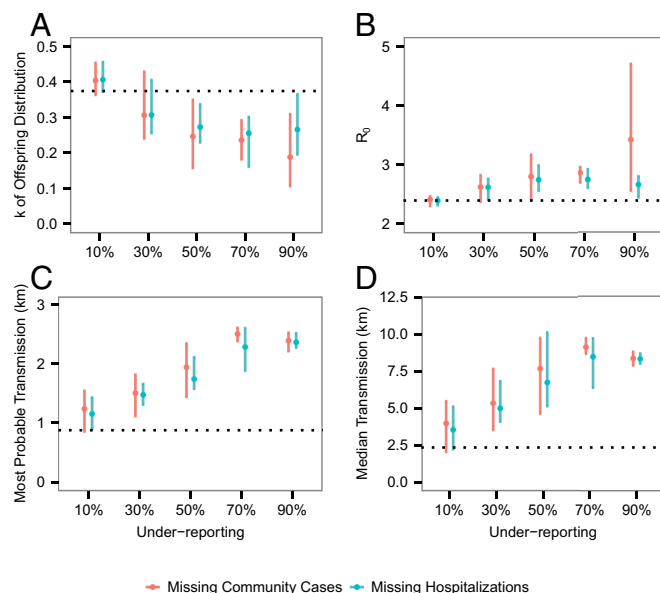 A
k of Offspring Distribution
0.5
0.4
0.3
0.2
0.1
0.0
10% 30% 50% 70% 90%
B
R0
5
4
3
2
10% 30% 50% 70% 90%
C
Most Probable Transmission (km)
3
2
1
0
10% 30% 50% 70% 90%
Under−reporting
D
Median Transmission (km)
12.5
10.0
7.5
5.0
2.5
0.0
10% 30% 50% 70% 90%
Under−reporting
Missing Community Cases Missing Hospitalizations